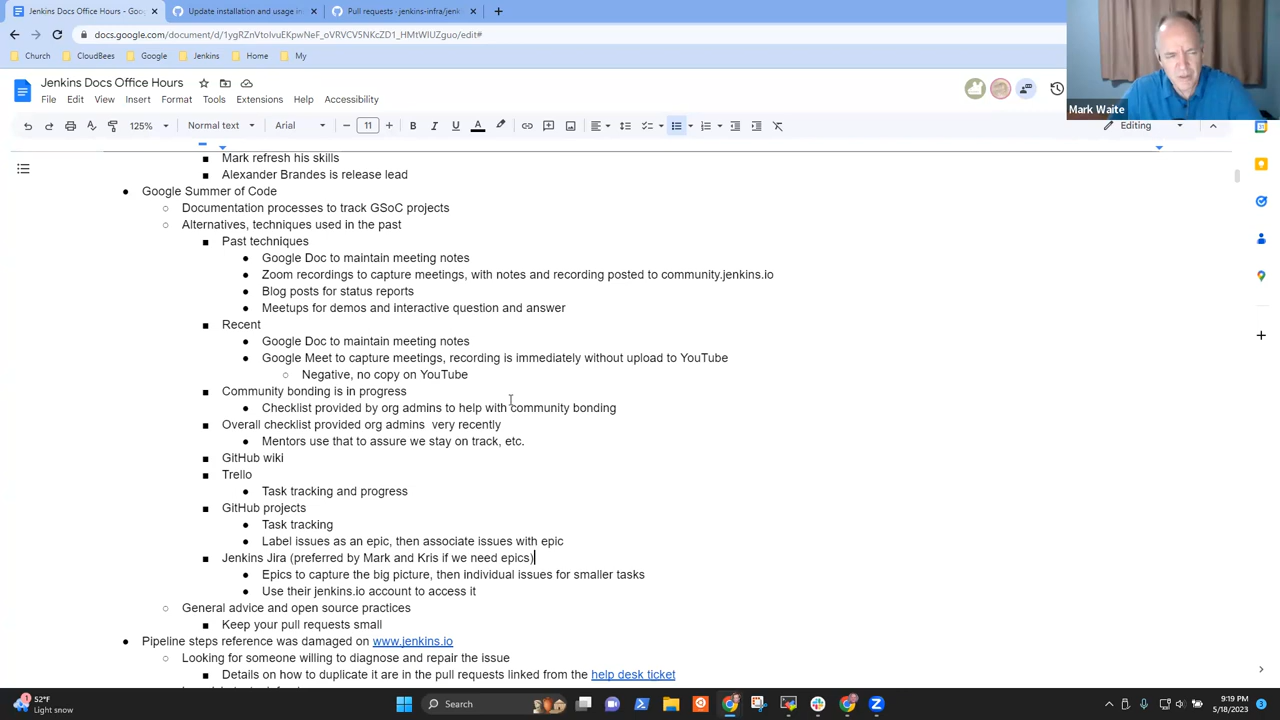 Jenkins Docs Office Hours - Goo
Update installation and usage in
Pull requests · jenkins-infra/jenk
docs.google.com/document/d/1ygRZnVtoIvuEKpwNeF_oVRVCV5NKcZD1_HMtWIUZguo/edit#
Church
CloudBees
Google
Jenkins
Home
My
Jenkins Docs Office Hours
File Edit View Insert Format Tools Extensions Help Accessibility
Mark Waite
125% Normal text Arial 11 Editing
Mark refresh his skills
Alexander Brandes is release lead
Google Summer of Code
Documentation processes to track GSoC projects
Alternatives, techniques used in the past
Past techniques
Google Doc to maintain meeting notes
Zoom recordings to capture meetings, with notes and recording posted to community.jenkins.io
Blog posts for status reports
Meetups for demos and interactive question and answer
Recent
Google Doc to maintain meeting notes
Google Meet to capture meetings, recording is immediately without upload to YouTube
Negative, no copy on YouTube
Community bonding is in progress
Checklist provided by org admins to help with community bonding
Overall checklist provided org admins  very recently
Mentors use that to assure we stay on track, etc.
GitHub wiki
Trello
Task tracking and progress
GitHub projects
Task tracking
Label issues as an epic, then associate issues with epic
Jenkins Jira (preferred by Mark and Kris if we need epics)
Epics to capture the big picture, then individual issues for smaller tasks
Use their jenkins.io account to access it
General advice and open source practices
Keep your pull requests small
Pipeline steps reference was damaged on www.jenkins.io
Looking for someone willing to diagnose and repair the issue
Details on how to duplicate it are in the pull requests linked from the help desk ticket
52°F
Light snow
Search
9:19 PM
5/18/2023